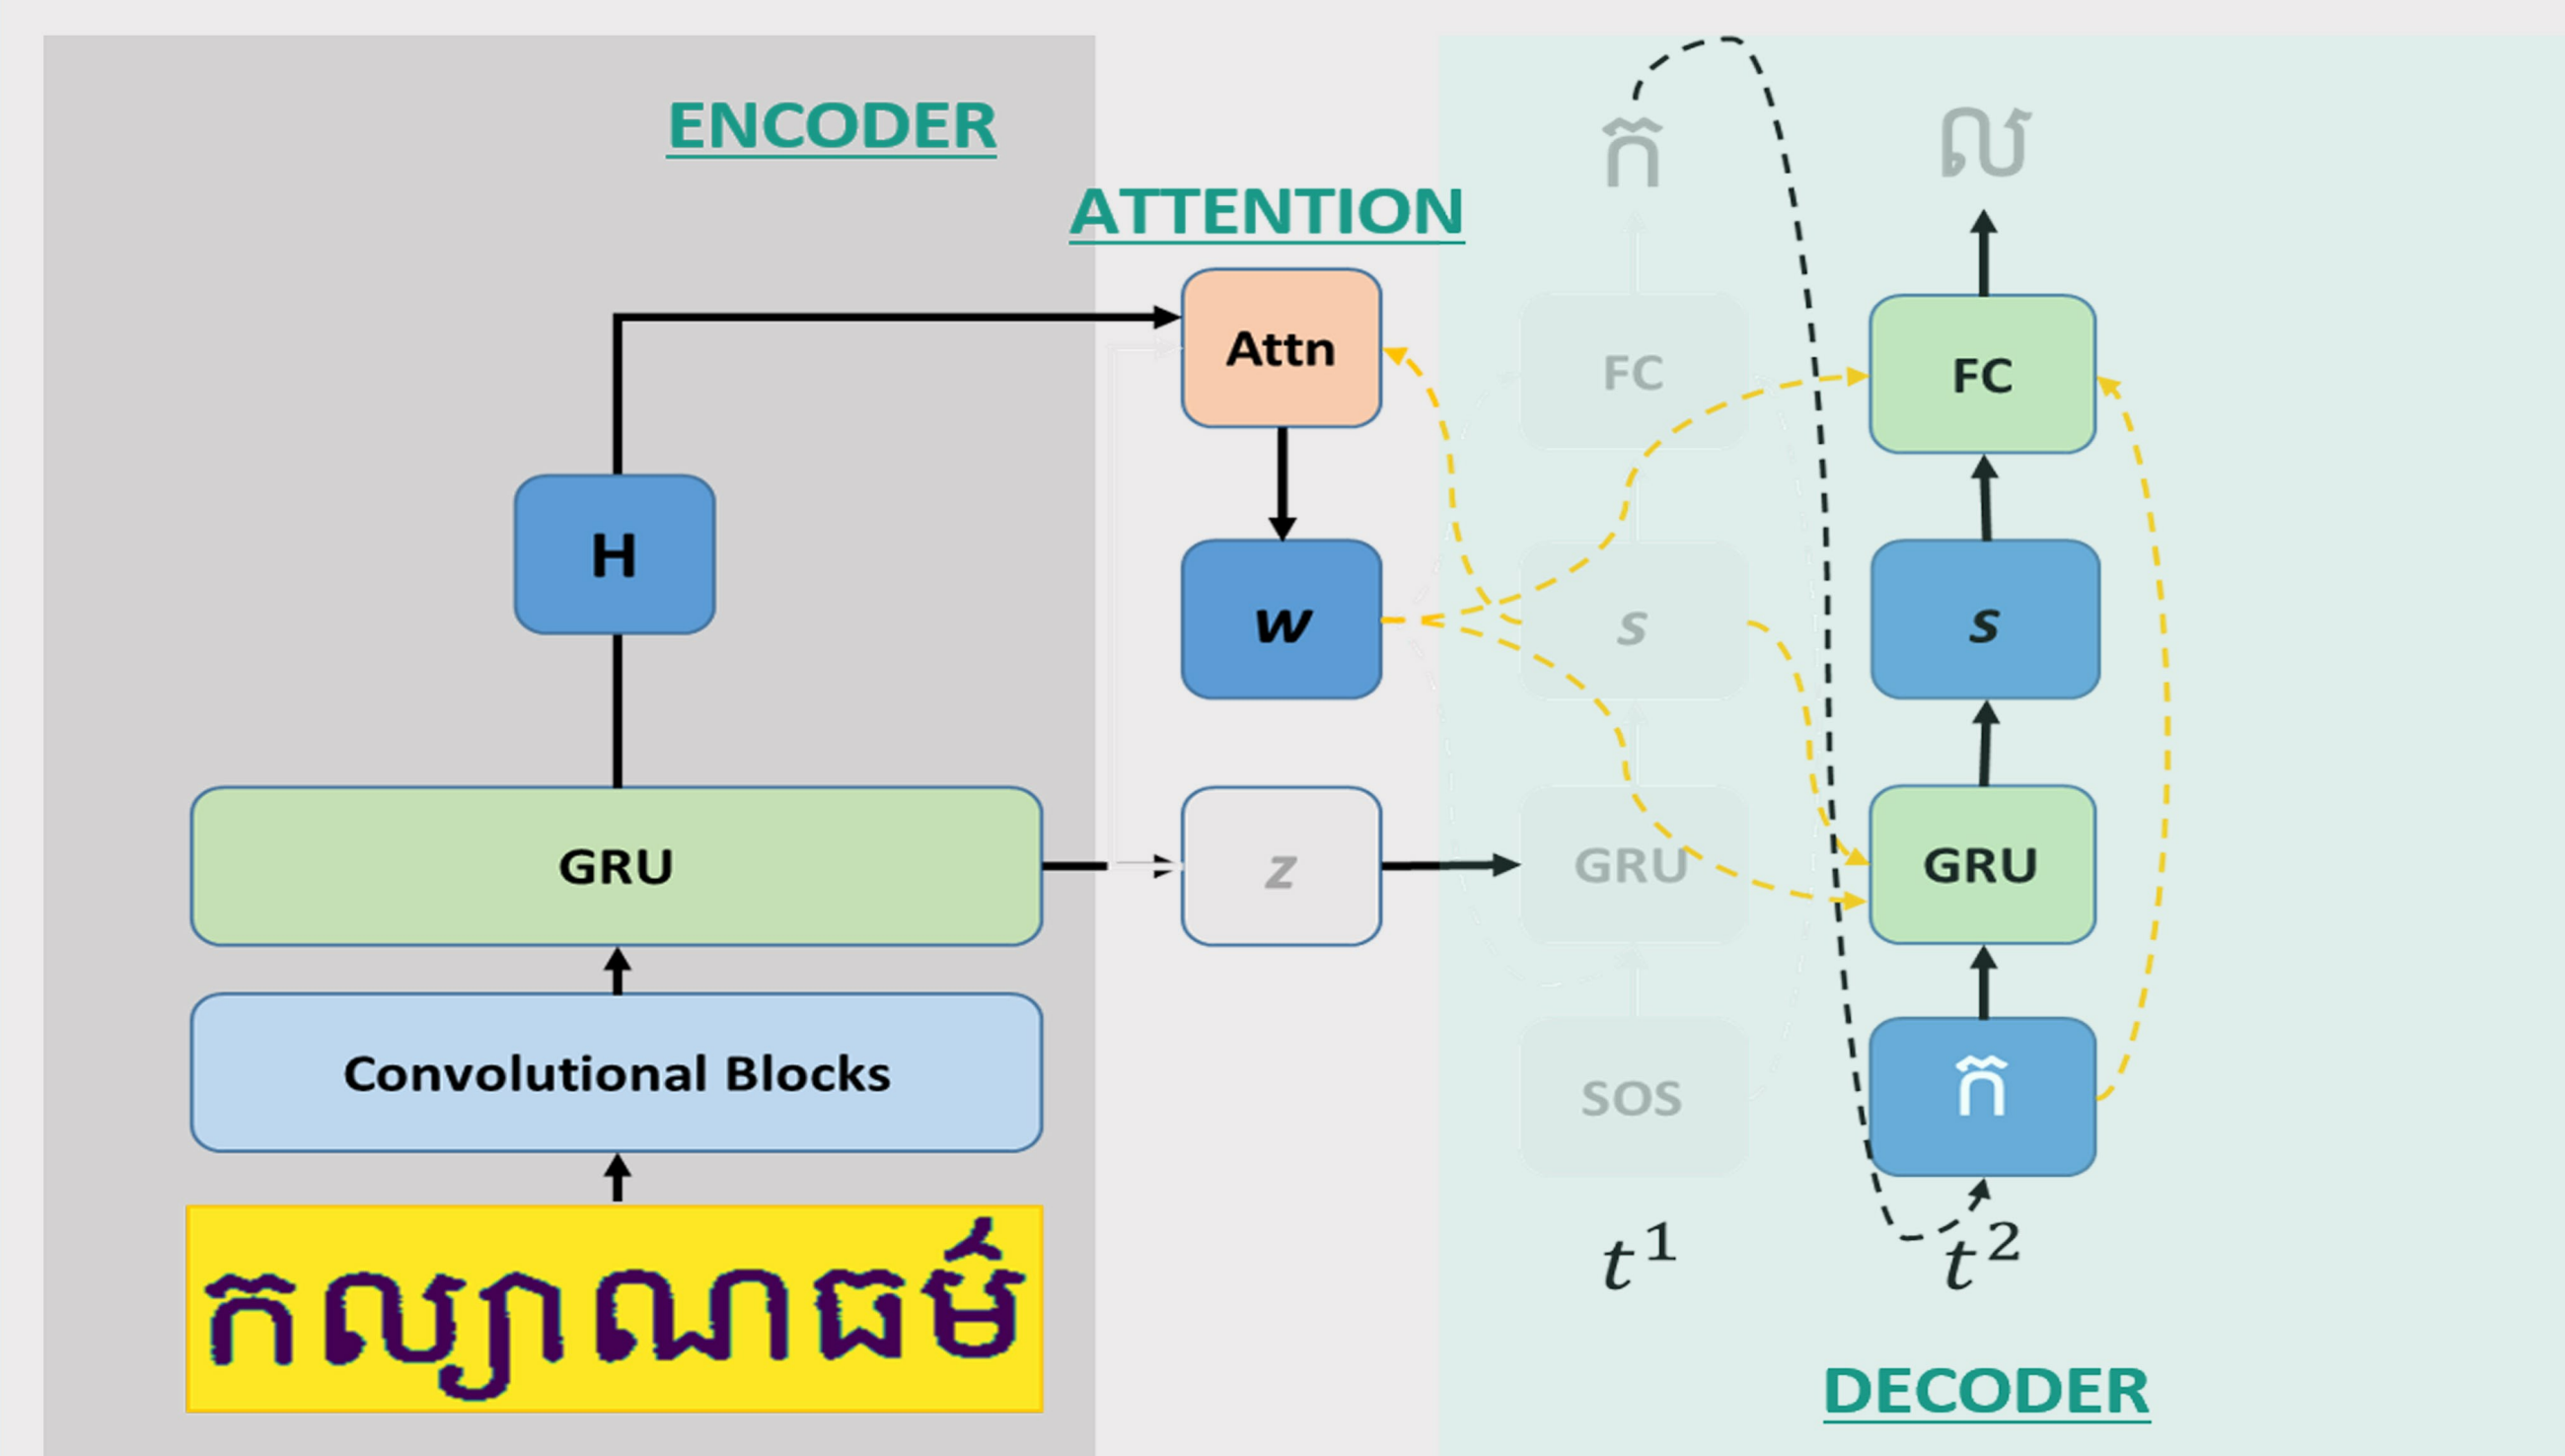 ENCODER
ATTENTION
ក
ល
Attn
FC
FC
H
w
s
s
GRU
z
GRU
GRU
Convolutional Blocks
SOS
ក
កល្យាណធម៌
t¹
t²
DECODER